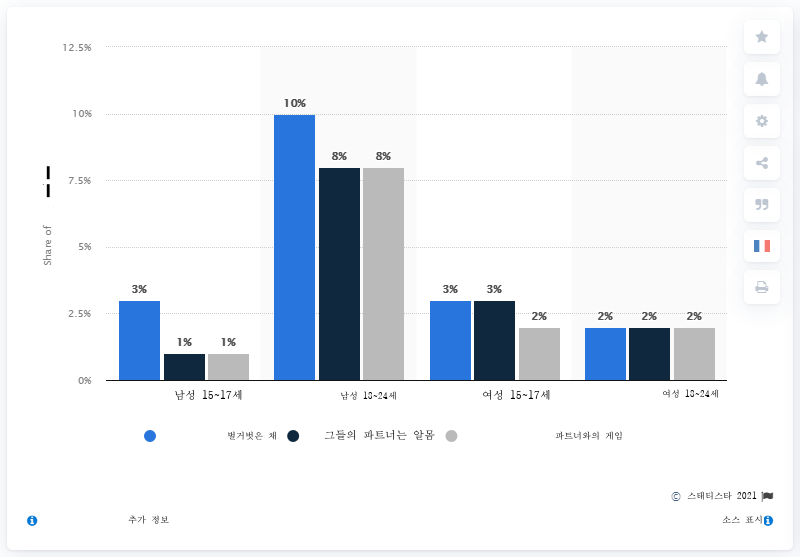 12.5%
10%
7.5%
5%
2.5%
0%
Share of
3%
1%
1%
10%
8%
8%
3%
3%
2%
2%
2%
2%
남성 15~17세
남성 18~24세
여성 15~17세
여성 18~24세
벌거벗은 채
그들의 파트너는 알몸
파트너와의 게임
© 스태티스타 2021
추가 정보
소스 표시